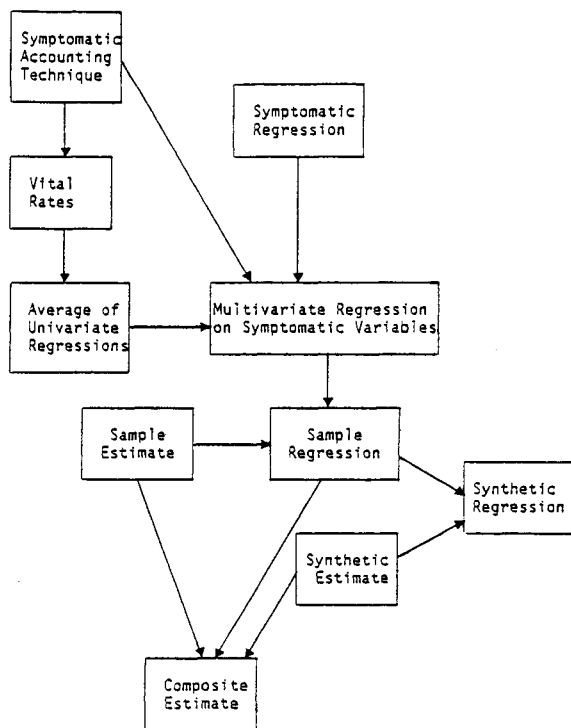 Symptomatic
Accounting
Technique
Symptomatic
Regression
Vital
Rates
Average of
Univariate
Regressions
Multivariate Regression
on Symptomatic Variables
Sample
Estimate
Sample
Regression
Synthetic
Regression
Synthetic
Estimate
Composite
Estimate